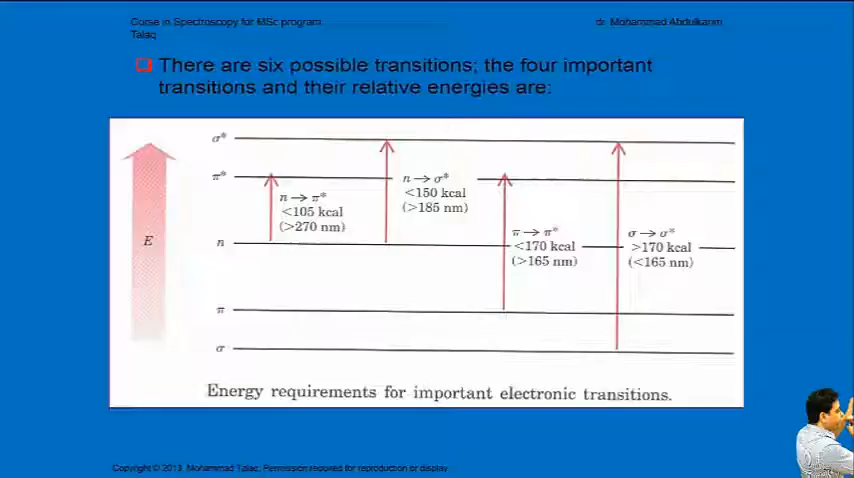 Corse in Spectroscopy for MSc program
dr. Mohammad Abdulkarim
Talaq
There are six possible transitions; the four important
transitions and their relative energies are:
σ*
π*
n → π*
<105 kcal
(>270 nm)
n → σ*
<150 kcal
(>185 nm)
π → π*
<170 kcal
(>165 nm)
σ → σ*
>170 kcal
(<165 nm)
E
n
π
σ
Energy requirements for important electronic transitions.
Copyright © 2013 Mohammad Talac. Permission required for reproduction or display